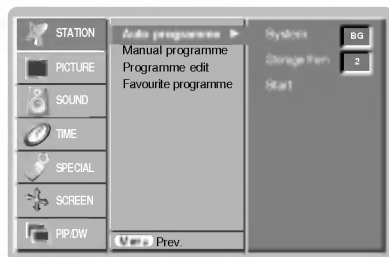 STATION
PICTURE
SOUND
TIME
SPECIAL
SCREEN
PIP/DW
Auto programme
Manual programme
Programme edit
Favourite programme
Menu Prev.
System BG
Storage from 2
Start